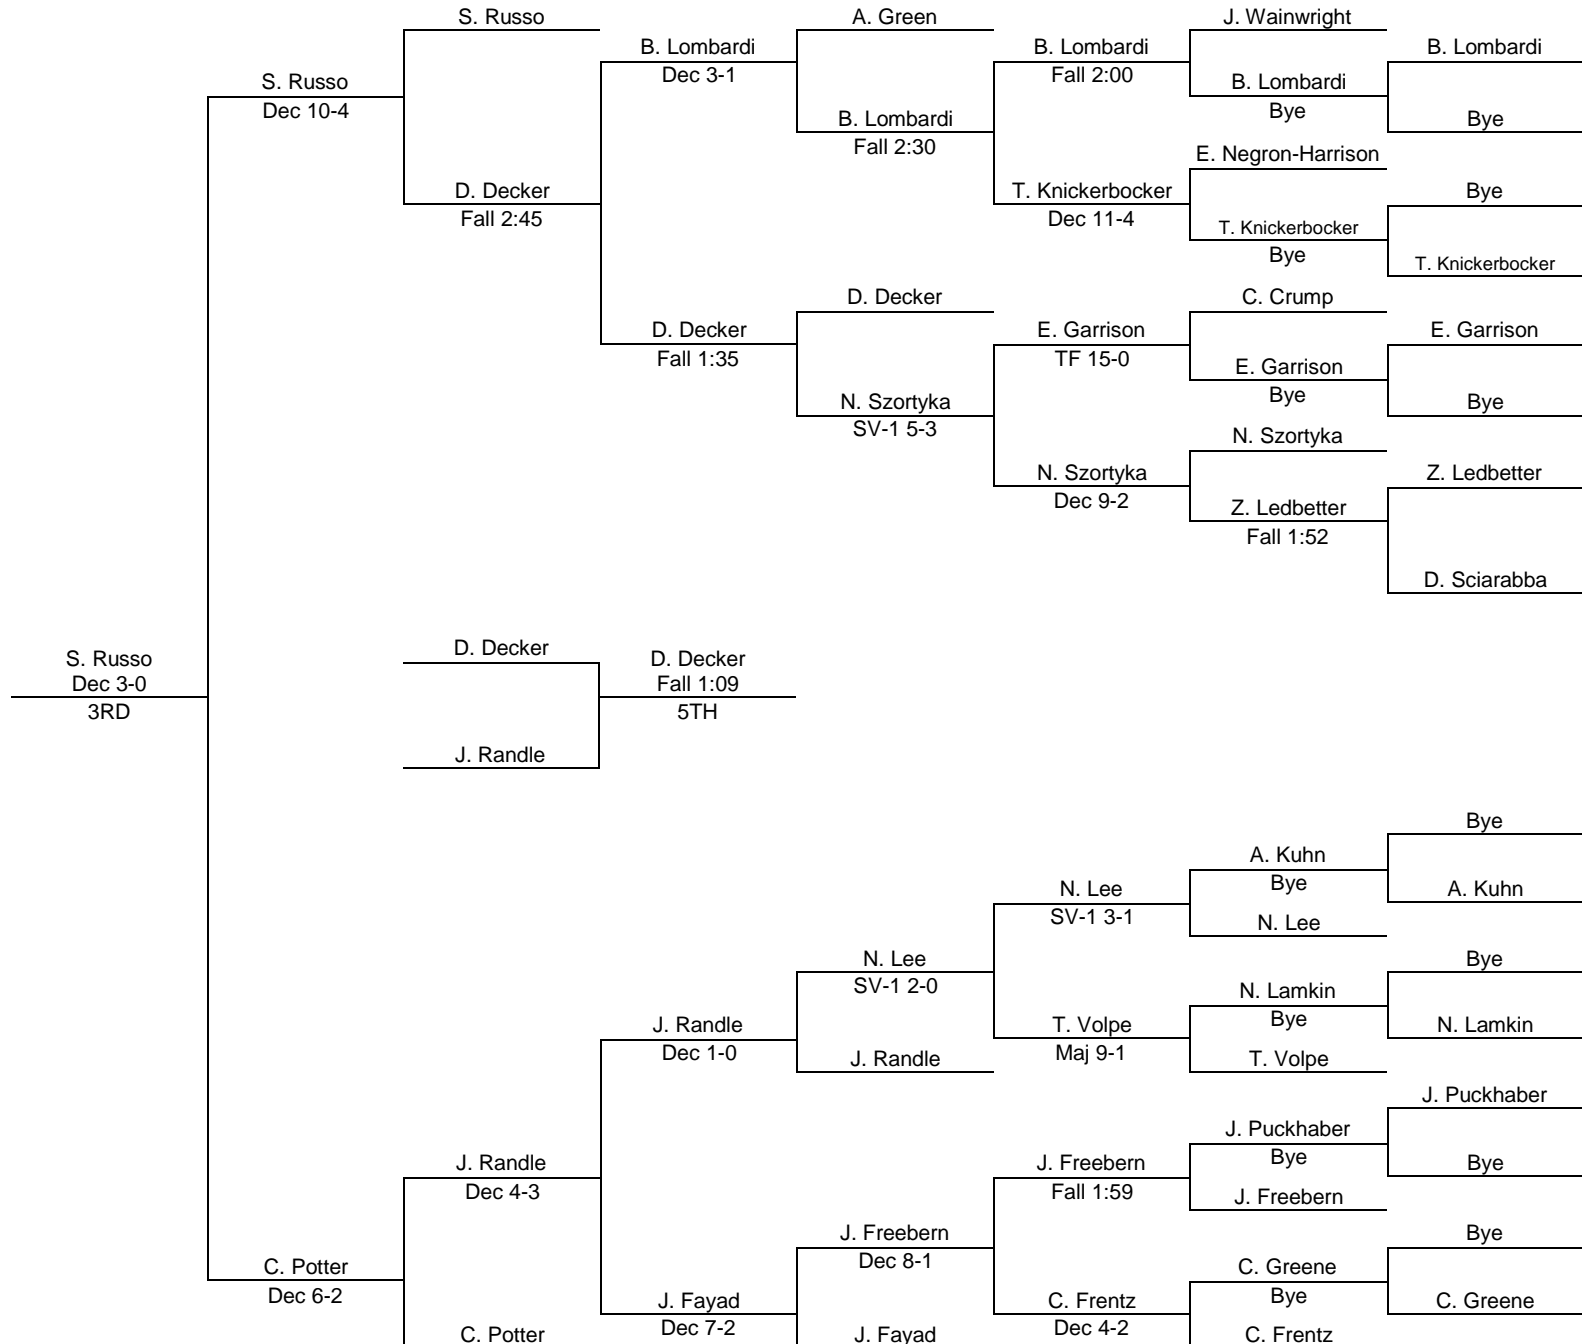 S. Russo
A. Green
J. Wainwright
B. Lombardi
Dec 3-1
B. Lombardi
Fall 2:00
B. Lombardi
S. Russo
Dec 10-4
B. Lombardi
Bye
B. Lombardi
Fall 2:30
Bye
E. Negron-Harrison
D. Decker
Fall 2:45
T. Knickerbocker
Dec 11-4
Bye
T. Knickerbocker
Bye
T. Knickerbocker
D. Decker
C. Crump
D. Decker
Fall 1:35
E. Garrison
TF 15-0
E. Garrison
E. Garrison
Bye
N. Szortyka
SV-1 5-3
Bye
N. Szortyka
N. Szortyka
Dec 9-2
Z. Ledbetter
Z. Ledbetter
Fall 1:52
D. Sciarabba
S. Russo
Dec 3-0
3RD
D. Decker
D. Decker
Fall 1:09
5TH
J. Randle
Bye
A. Kuhn
Bye
N. Lee
SV-1 3-1
A. Kuhn
N. Lee
N. Lee
SV-1 2-0
Bye
N. Lamkin
Bye
J. Randle
Dec 1-0
T. Volpe
Maj 9-1
N. Lamkin
J. Randle
T. Volpe
J. Puckhaber
J. Puckhaber
Bye
J. Randle
Dec 4-3
J. Freebern
Fall 1:59
Bye
J. Freebern
J. Freebern
Dec 8-1
Bye
C. Potter
Dec 6-2
C. Greene
Bye
J. Fayad
Dec 7-2
C. Frentz
Dec 4-2
C. Greene
C. Potter
J. Fayad
C. Frentz